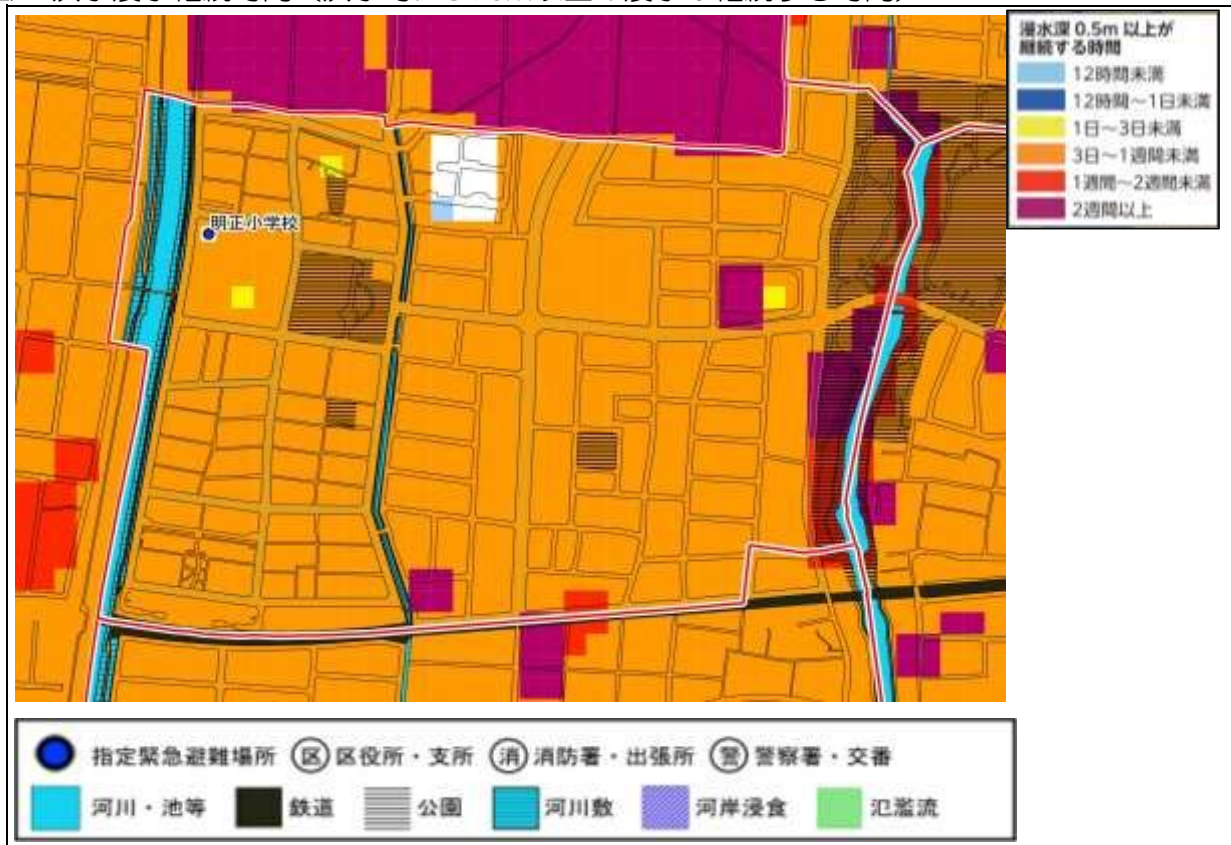 浸水深 0.5m 以上が
継続する時間
12時間未満
12時間～1日未満
1日～3日未満
3日～1週間未満
1週間～2週間未満
2週間以上
明正小学校
指定緊急避難場所 区 区役所・支所 消 消防署・出張所 警 警察署・交番
河川・池等 鉄道 公園 河川敷 河岸浸食 氾濫流